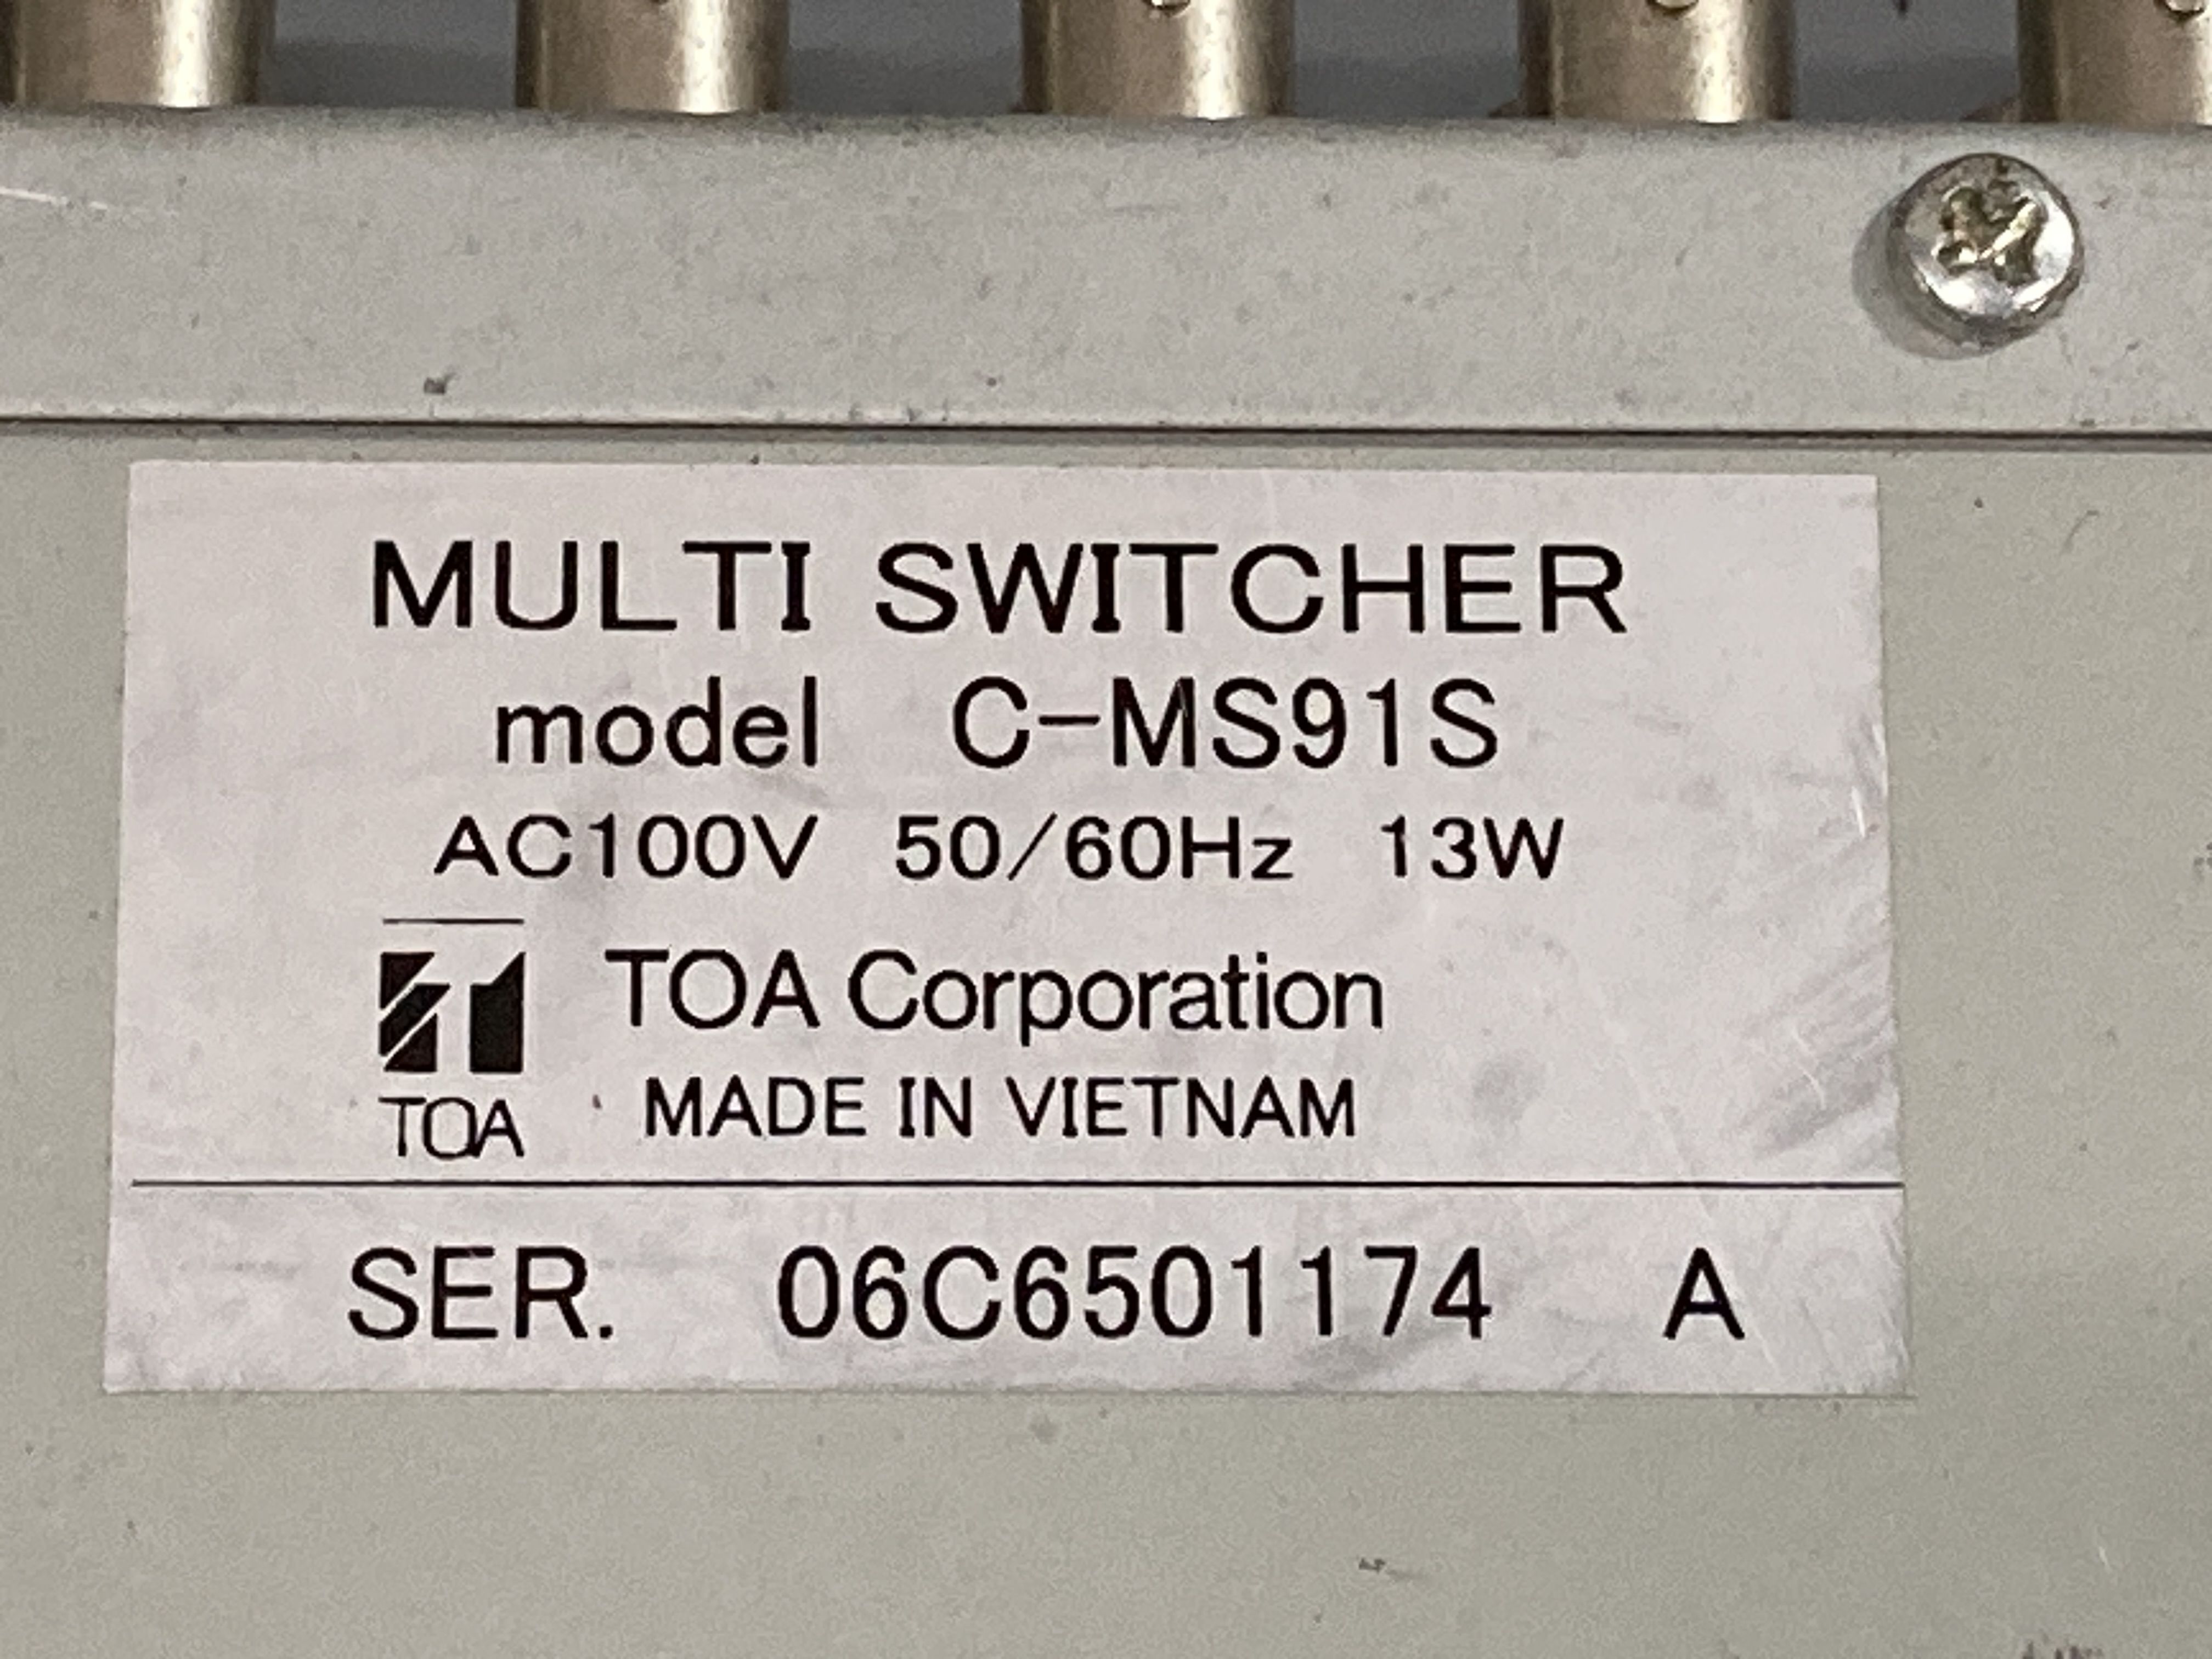 MULTI SWITCHER
model C-MS91S
AC100V 50/60Hz 13W
TOA
TOA Corporation
MADE IN VIETNAM
SER. 06C6501174 A